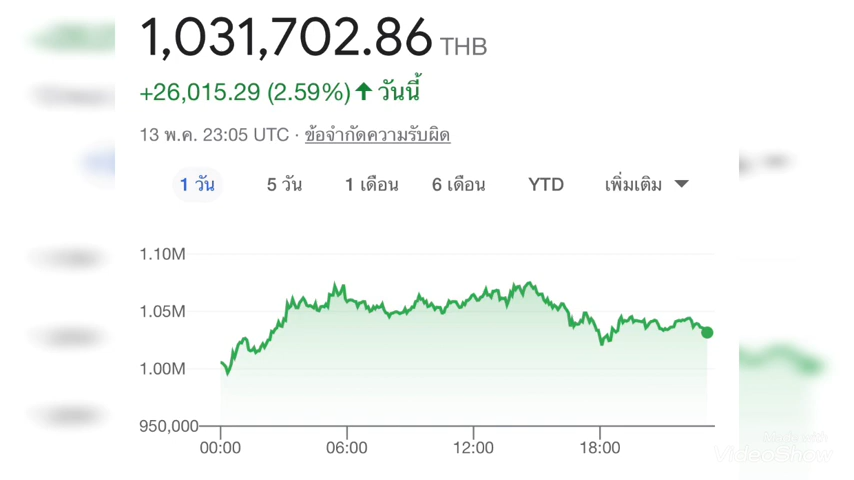 1,031,702.86 THB
+26,015.29 (2.59%) ↑ วันนี้
13 พ.ค. 23:05 UTC · ข้อจำกัดความรับผิด
1 วัน 5 วัน 1 เดือน 6 เดือน YTD เพิ่มเติม
1.10M
1.05M
1.00M
950,000
00:00 06:00 12:00 18:00
VideoShow